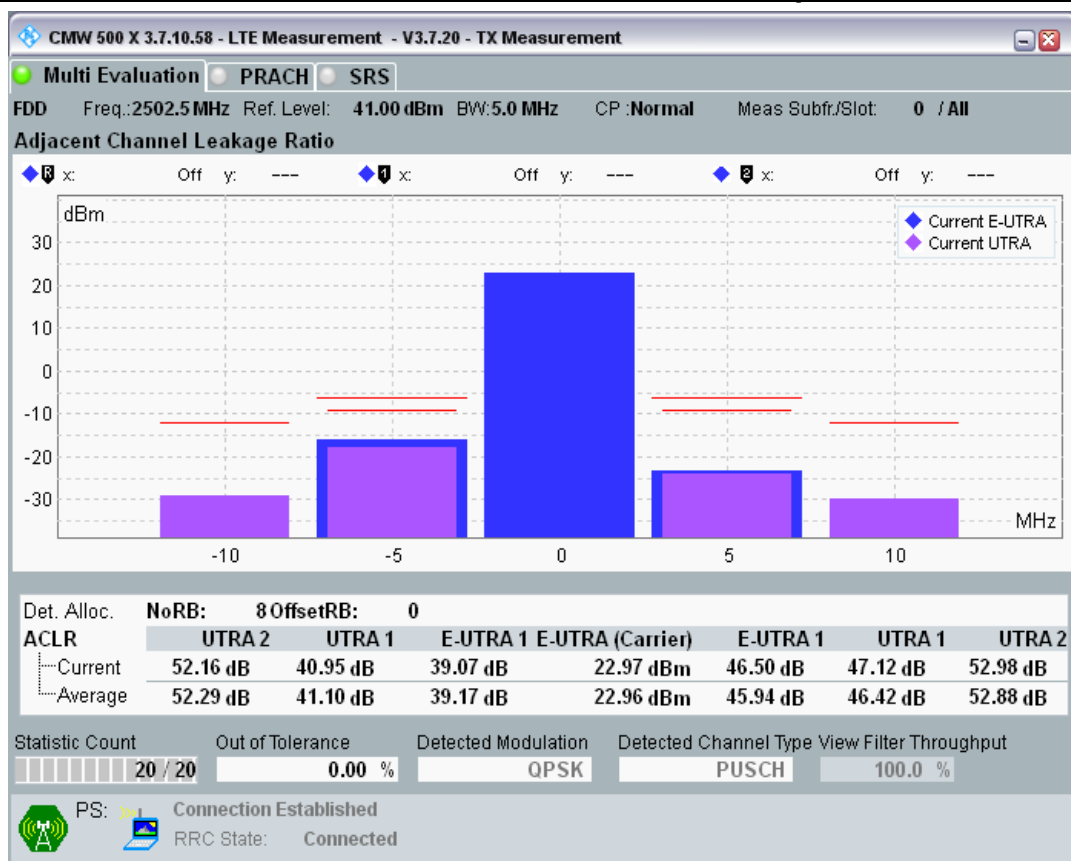 CMW 500 X 3.7.10.58 - LTE Measurement - V3.7.20 - TX Measurement
Multi Evaluation PRACH SRS
FDD Freq.:2502.5 MHz Ref. Level: 41.00 dBm BW:5.0 MHz CP :Normal Meas Subfr./Slot: 0 / All
Adjacent Channel Leakage Ratio
R x: Off y: --- 1 x: Off y: --- 2 x: Off y: ---
dBm
Current E-UTRA
Current UTRA
30
20
10
0
-10
-20
-30
MHz
-10 -5 0 5 10
Det. Alloc. NoRB: 8 OffsetRB: 0
ACLR UTRA 2 UTRA 1 E-UTRA 1 E-UTRA (Carrier) E-UTRA 1 UTRA 1 UTRA 2
Current 52.16 dB 40.95 dB 39.07 dB 22.97 dBm 46.50 dB 47.12 dB 52.98 dB
Average 52.29 dB 41.10 dB 39.17 dB 22.96 dBm 45.94 dB 46.42 dB 52.88 dB
Statistic Count Out of Tolerance Detected Modulation Detected Channel Type View Filter Throughput
20 / 20 0.00 % QPSK PUSCH 100.0 %
PS: Connection Established
RRC State: Connected